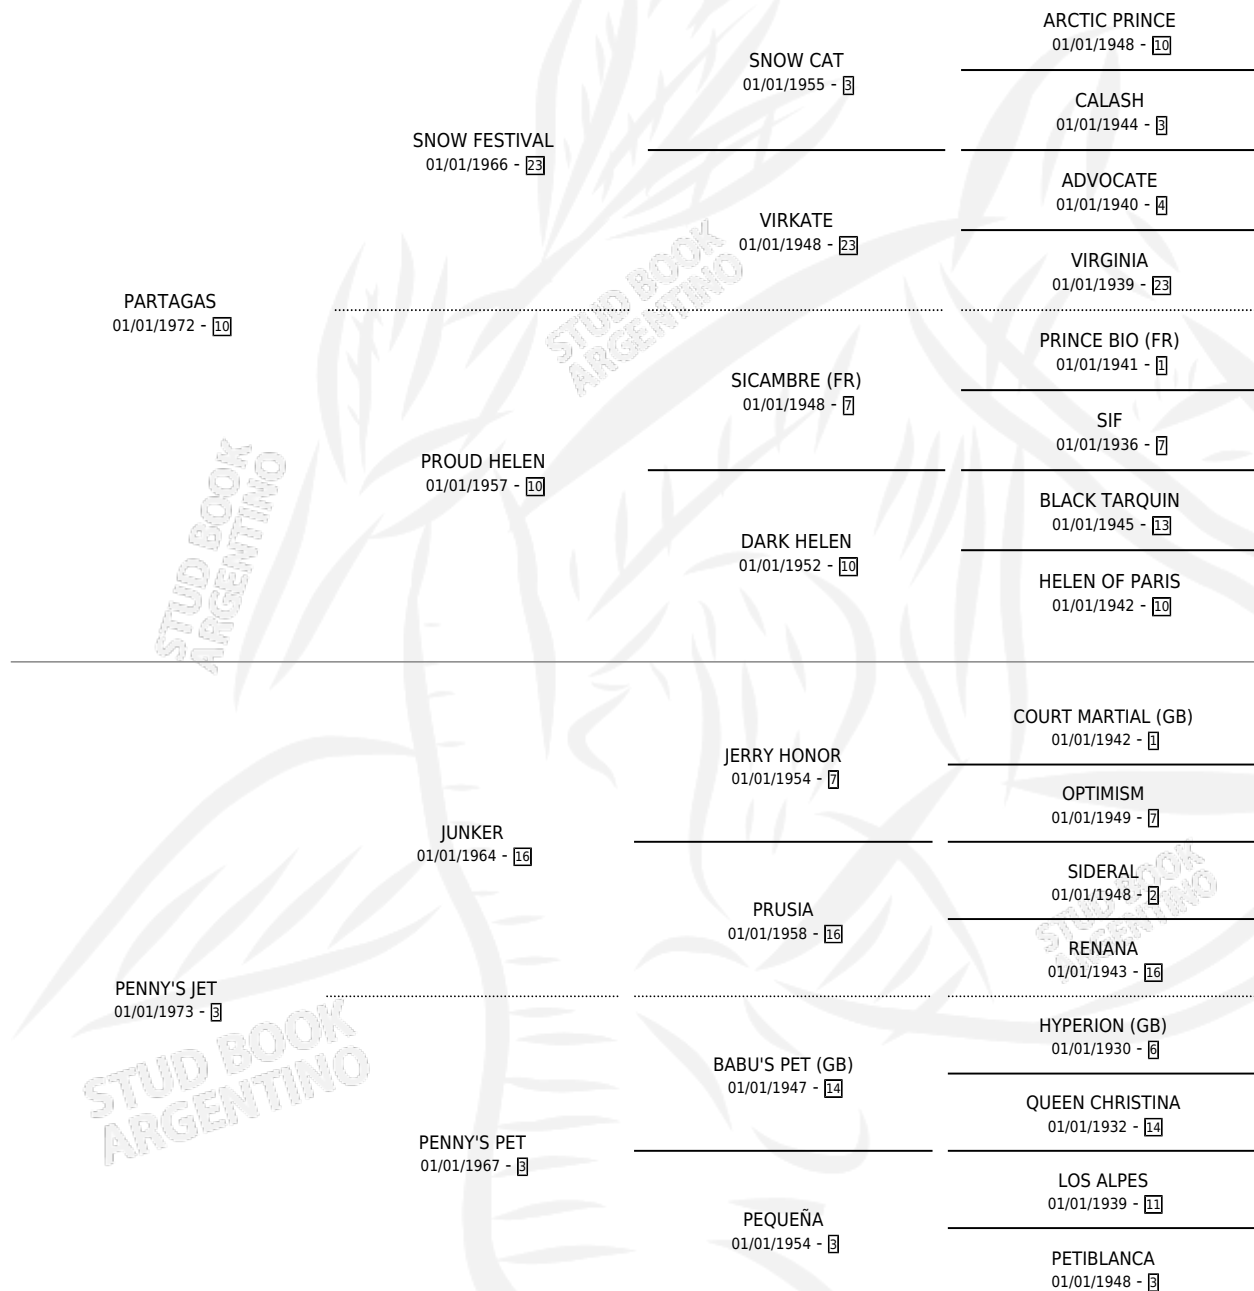 ARCTIC PRINCE
01/01/1948 - 10
SNOW CAT
01/01/1955 - 3
CALASH
01/01/1944 - 3
SNOW FESTIVAL
01/01/1966 - 23
ADVOCATE
01/01/1940 - 4
VIRKATE
01/01/1948 - 23
VIRGINIA
01/01/1939 - 23
PARTAGAS
01/01/1972 - 10
STUD BOOK
ARGENTINO
PRINCE BIO (FR)
01/01/1941 - 1
SICAMBRE (FR)
01/01/1948 - 7
SIF
01/01/1936 - 7
PROUD HELEN
01/01/1957 - 10
BLACK TARQUIN
01/01/1945 - 13
DARK HELEN
01/01/1952 - 10
HELEN OF PARIS
01/01/1942 - 10
STUD BOOK
ARGENTINO
COURT MARTIAL (GB)
01/01/1942 - 1
JERRY HONOR
01/01/1954 - 7
OPTIMISM
01/01/1949 - 7
JUNKER
01/01/1964 - 16
SIDERAL
01/01/1948 - 2
PRUSIA
01/01/1958 - 16
RENANA
01/01/1943 - 16
STUD BOOK
ARGENTINO
PENNY'S JET
01/01/1973 - 3
HYPERION (GB)
01/01/1930 - 6
BABU'S PET (GB)
01/01/1947 - 14
QUEEN CHRISTINA
01/01/1932 - 14
STUD BOOK
ARGENTINO
PENNY'S PET
01/01/1967 - 3
LOS ALPES
01/01/1939 - 11
PEQUEÑA
01/01/1954 - 3
PETIBLANCA
01/01/1948 - 3